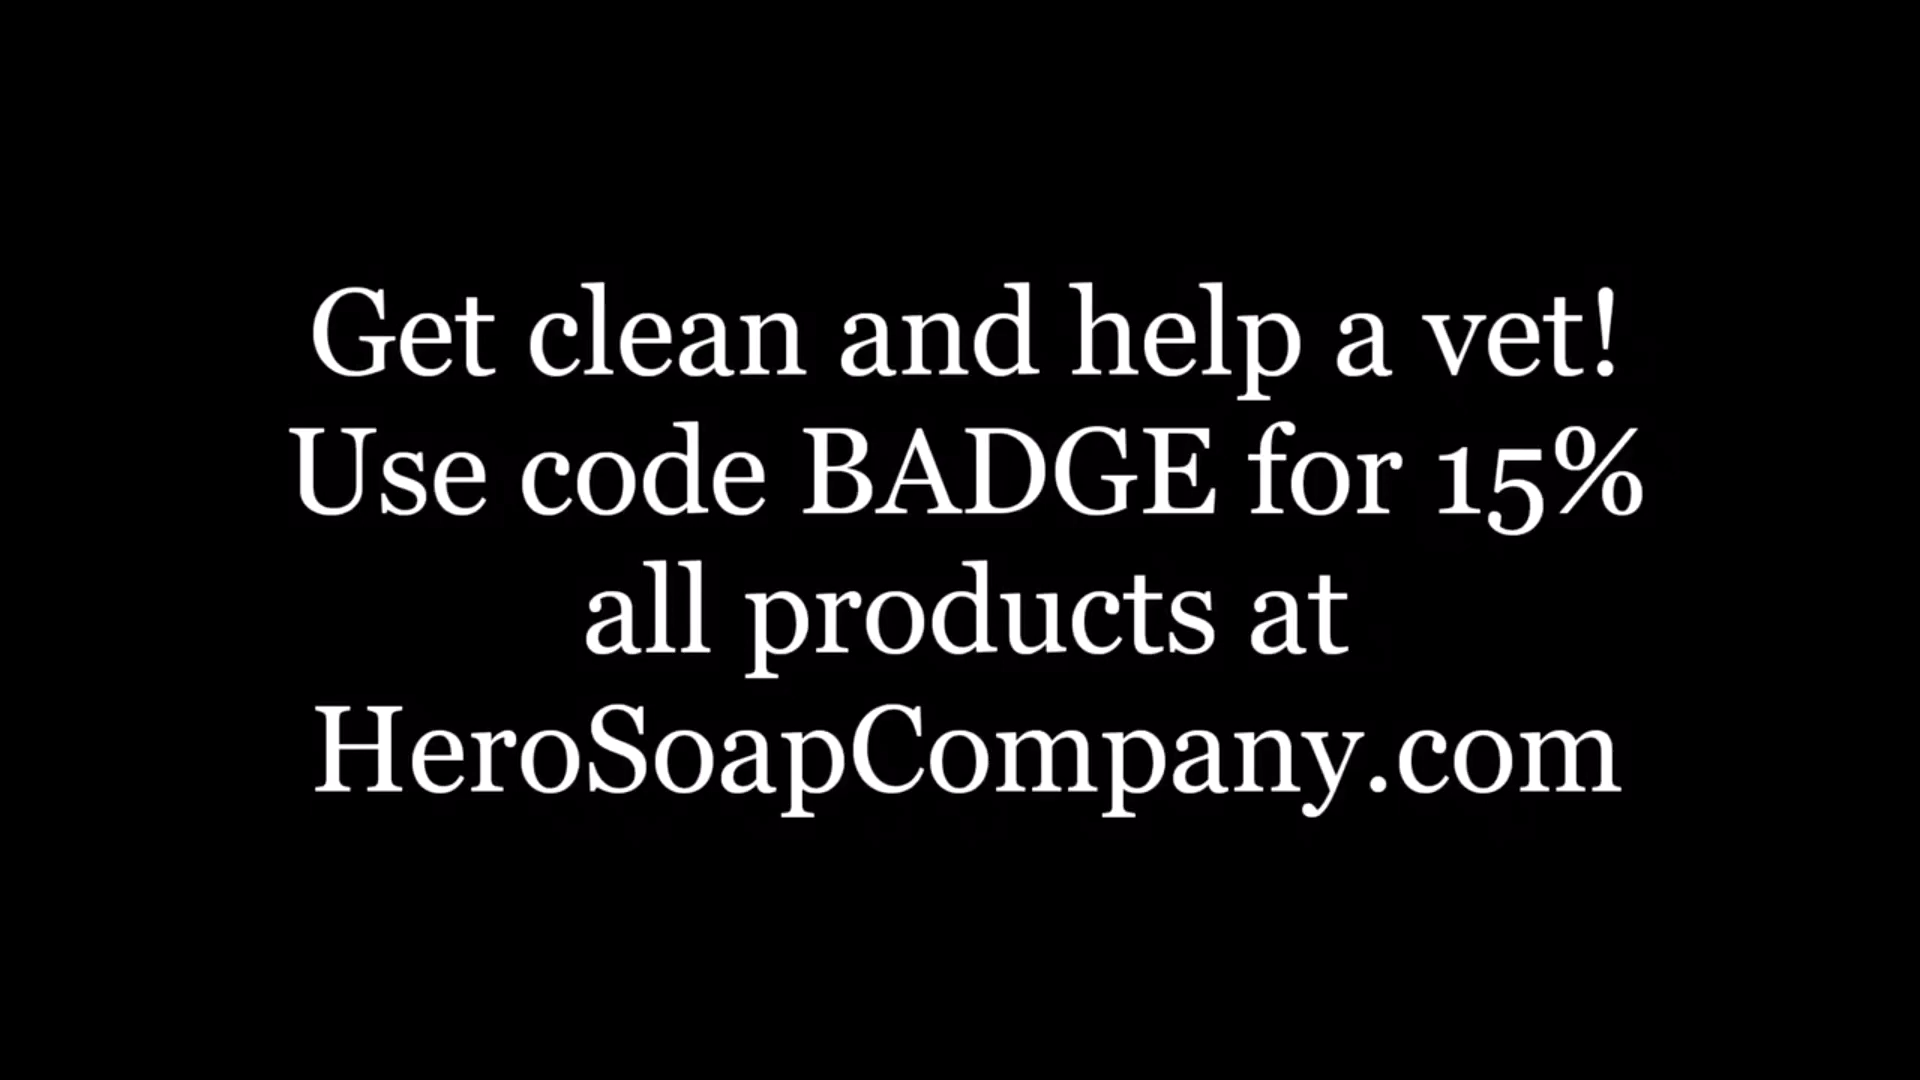 Get clean and help a vet!
Use code BADGE for 15%
all products at
HeroSoapCompany.com